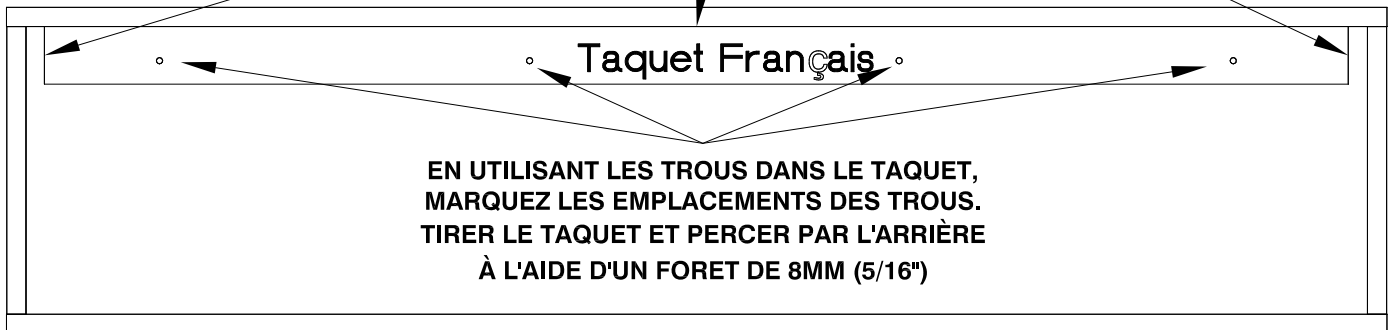 Taquet Français
EN UTILISANT LES TROUS DANS LE TAQUET,
MARQUEZ LES EMPLACEMENTS DES TROUS.
TIRER LE TAQUET ET PERCER PAR L'ARRIÈRE
À L'AIDE D'UN FORET DE 8MM (5/16")